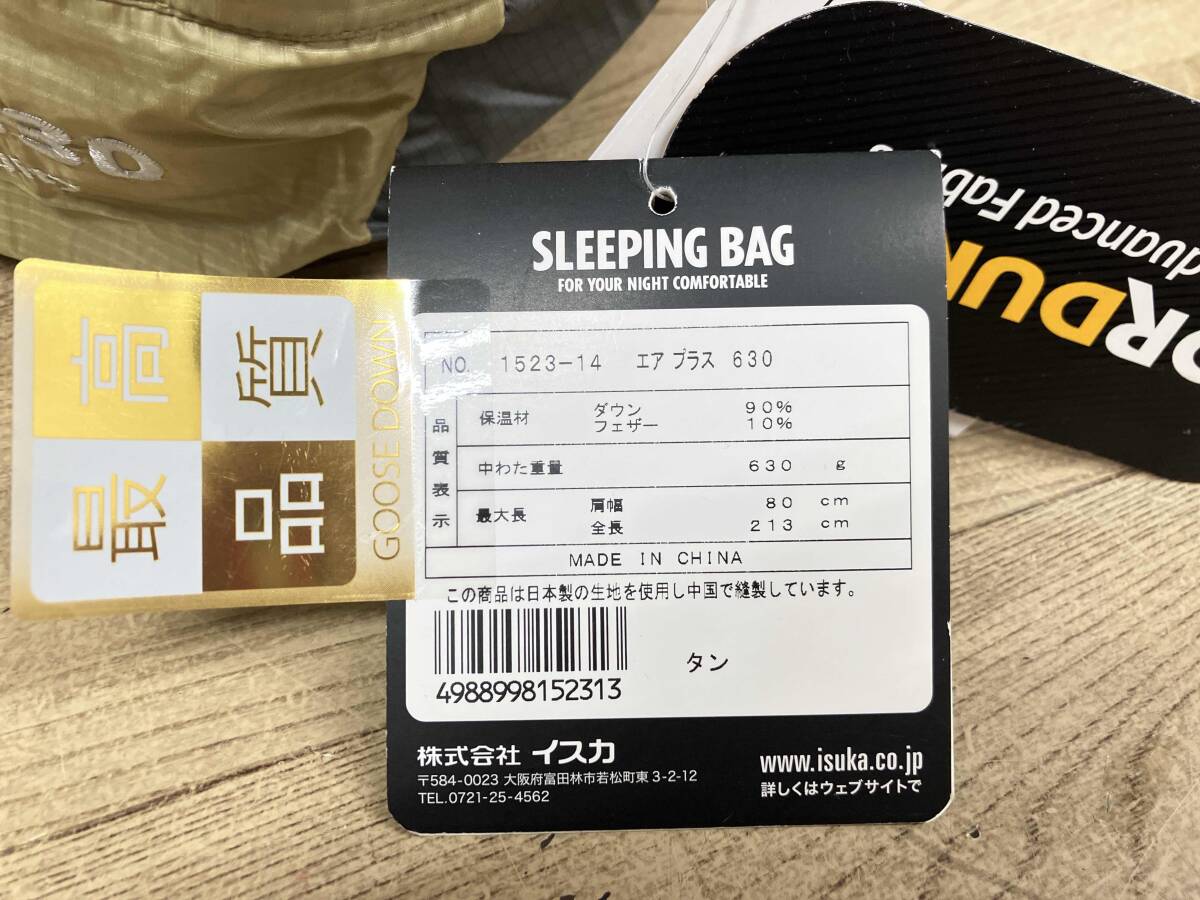 30
SLEEPING BAG
FOR YOUR NIGHT COMFORTABLE
NO. 1523-14 エア プラス 630
品質表示
保温材 ダウン 90%
フェザー 10%
中わた重量 630 g
最大長 肩幅 80 cm
全長 213 cm
MADE IN CHINA
この商品は日本製の生地を使用し中国で縫製しています。
4988998152313
タン
株式会社 イスカ
〒584-0023 大阪府富田林市若松町東3-2-12
TEL.0721-25-4562
www.isuka.co.jp
詳しくはウェブサイトで
最高
品質
GOOSE DOWN